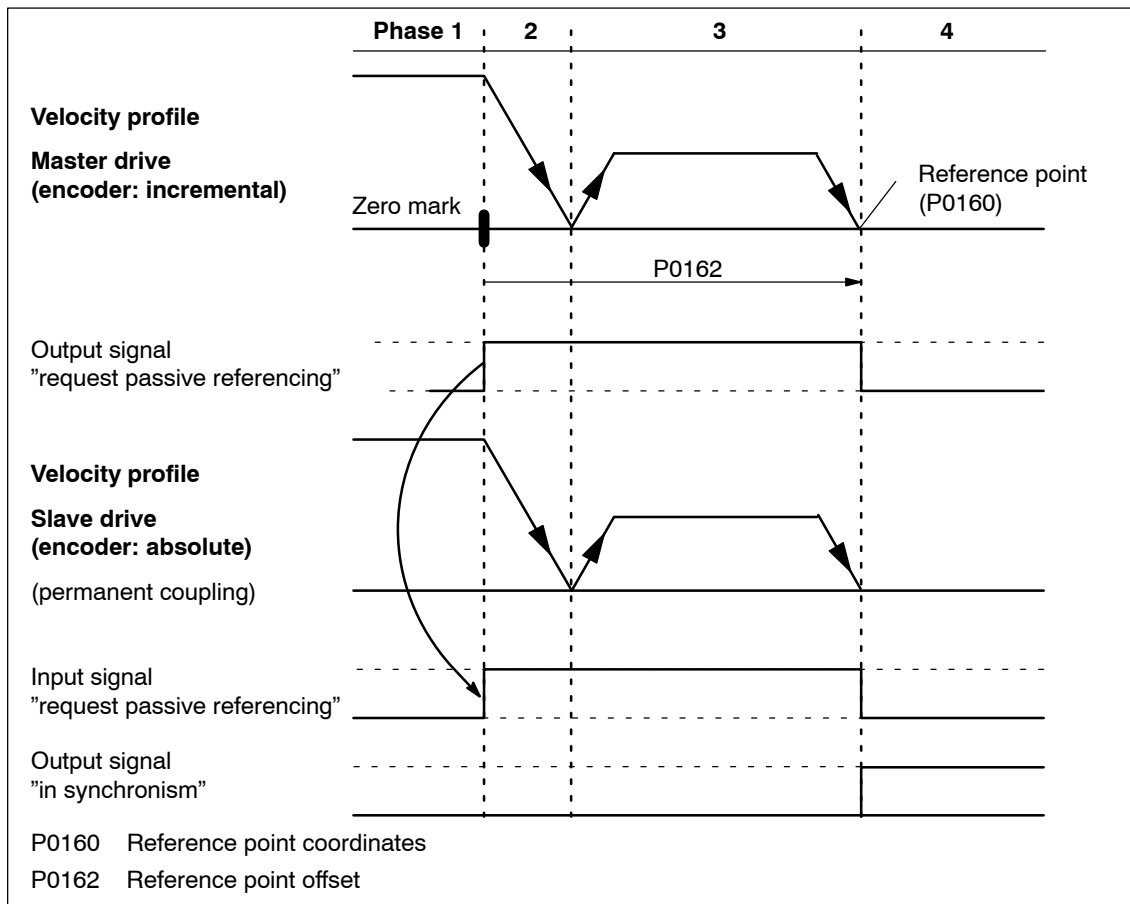 Phase 1 2 3 4
Velocity profile
Master drive
(encoder: incremental)
Zero mark
Reference point
(P0160)
P0162
Output signal
”request passive referencing”
Velocity profile
Slave drive
(encoder: absolute)
(permanent coupling)
Input signal
”request passive referencing”
Output signal
”in synchronism”
P0160 Reference point coordinates
P0162 Reference point offset